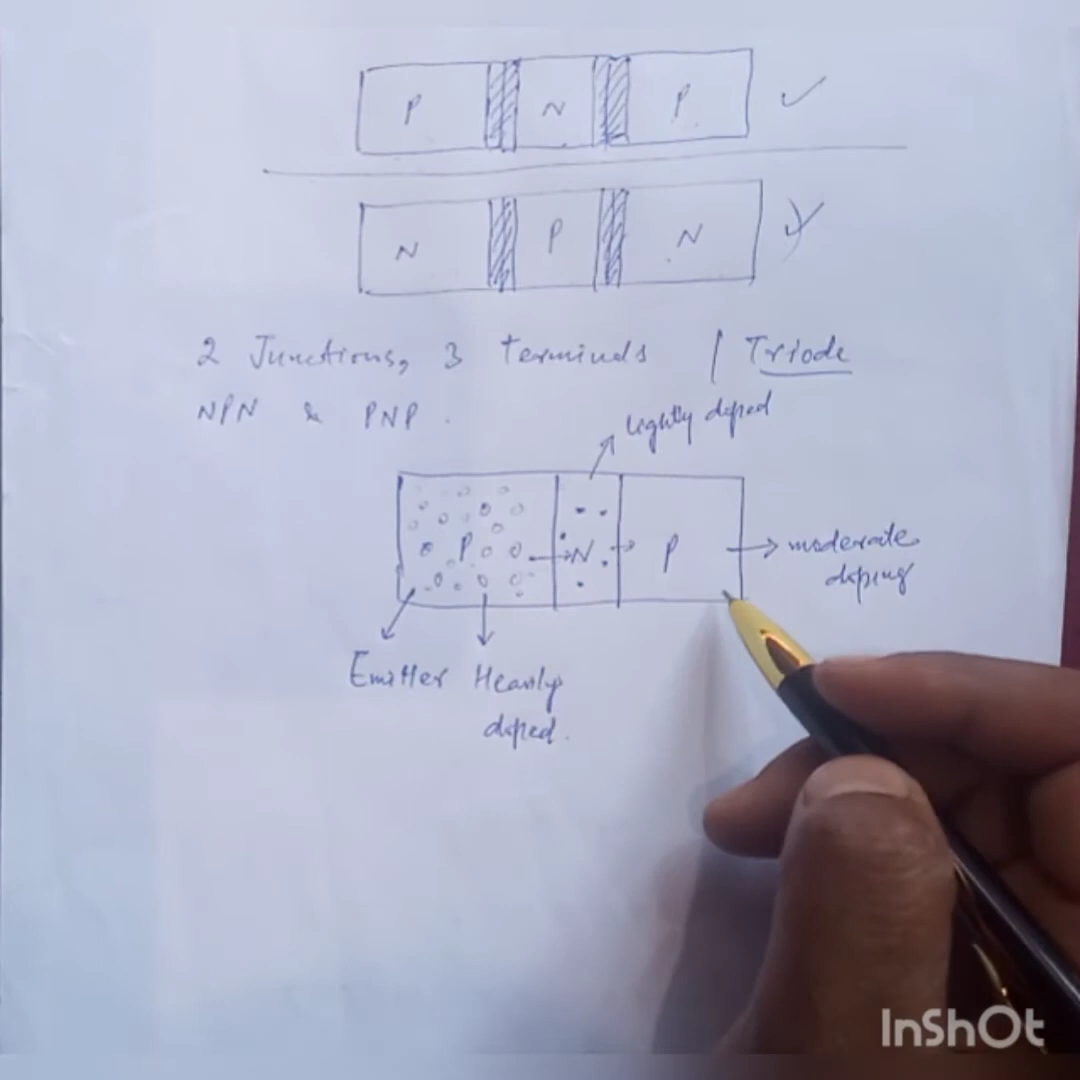 P N P
N P N
2 Junctions, 3 Terminals / Triode
NPN & PNP.
lightly doped
P N P
moderate
doping
Emitter Heavily
doped.
InShOt